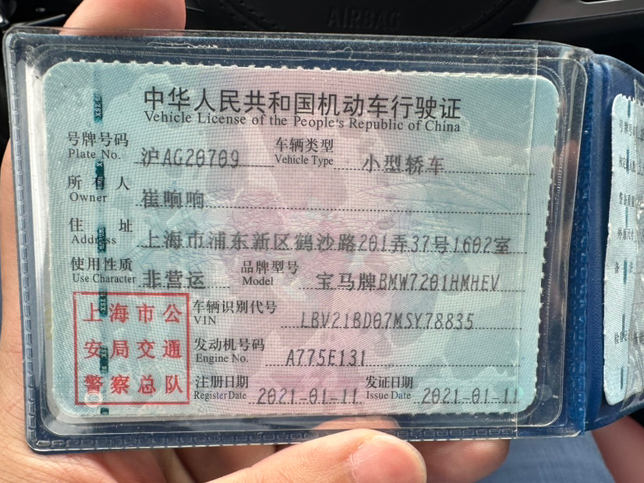 AIRBAG
中华人民共和国机动车行驶证
Vehicle License of the People's Republic of China
号牌号码 Plate No. 沪AG20709 车辆类型 Vehicle Type 小型轿车
所有人 Owner 崔响响
住址 Address 上海市浦东新区鹤沙路201弄37号1602室
使用性质 Use Character 非营运 品牌型号 Model 宝马牌BMW7201HMHEV
上海市公安局交通警察总队
车辆识别代号 VIN LBV21BD07MSY78835
发动机号码 Engine No. A775E131
注册日期 Register Date 2021-01-11 发证日期 Issue Date 2021-01-11